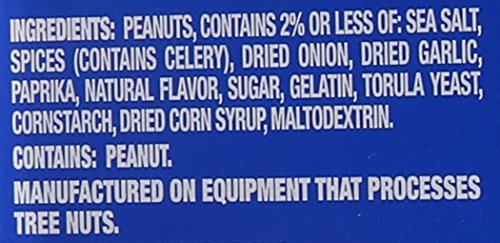 INGREDIENTS: PEANUTS, CONTAINS 2% OR LESS OF: SEA SALT,
SPICES (CONTAINS CELERY), DRIED ONION, DRIED GARLIC,
PAPRIKA, NATURAL FLAVOR, SUGAR, GELATIN, TORULA YEAST,
CORNSTARCH, DRIED CORN SYRUP, MALTODEXTRIN.
CONTAINS: PEANUT.
MANUFACTURED ON EQUIPMENT THAT PROCESSES
TREE NUTS.